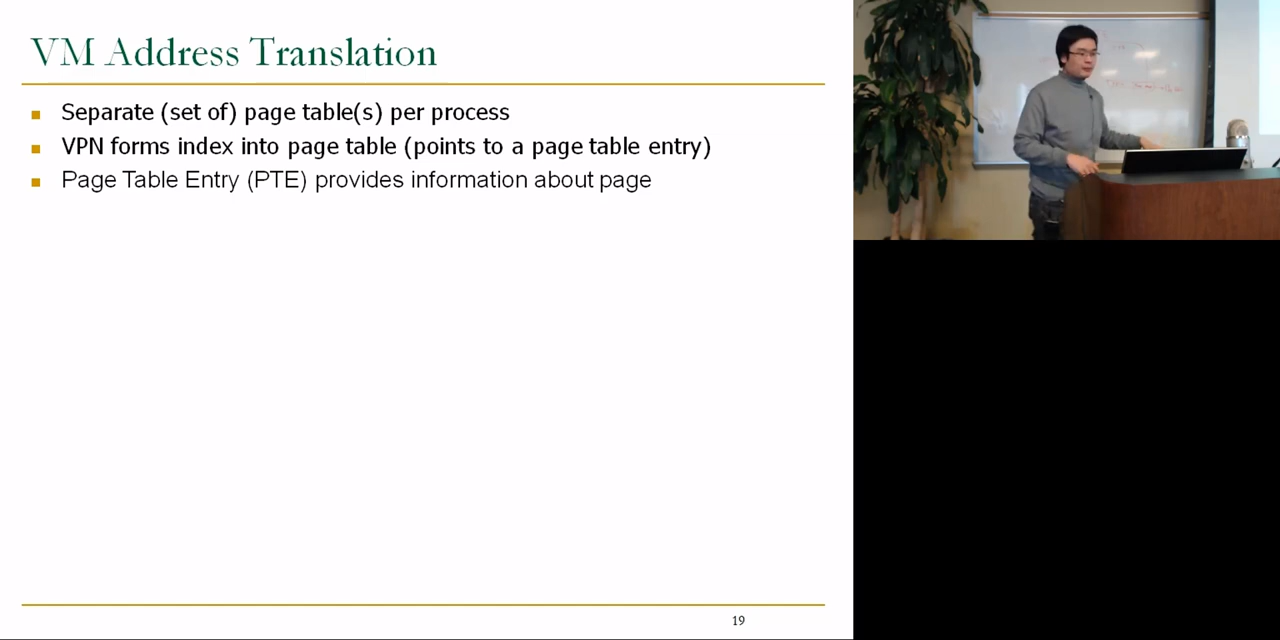 VM Address Translation
Separate (set of) page table(s) per process
VPN forms index into page table (points to a page table entry)
Page Table Entry (PTE) provides information about page
19